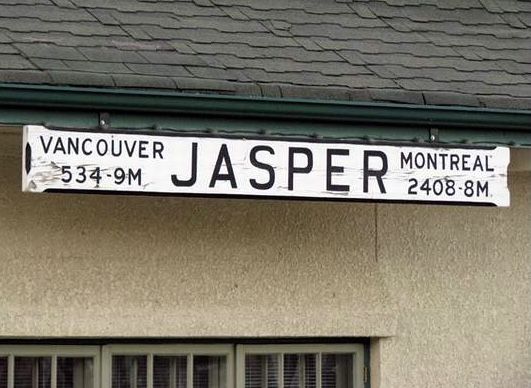 VANCOUVER
534-9M
JASPER
MONTREAL
2408-8M.